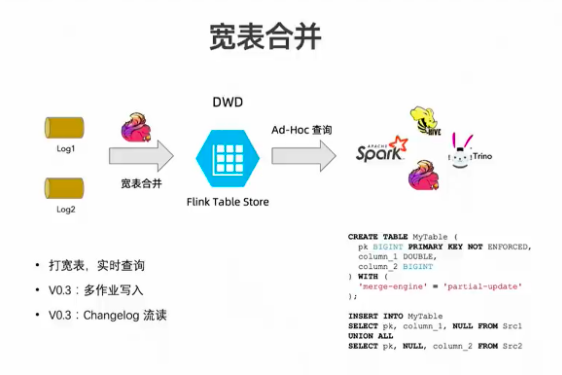 宽表合并
Log1
Log2
宽表合并
DWD
Flink Table Store
Ad-Hoc 查询
HIVE
APACHE
Spark
Trino
• 打宽表，实时查询
• V0.3：多作业写入
• V0.3：Changelog 流读
CREATE TABLE MyTable (
pk BIGINT PRIMARY KEY NOT ENFORCED,
column_1 DOUBLE,
column_2 BIGINT
) WITH (
'merge-engine' = 'partial-update'
);
INSERT INTO MyTable
SELECT pk, column_1, NULL FROM Src1
UNION ALL
SELECT pk, NULL, column_2 FROM Src2